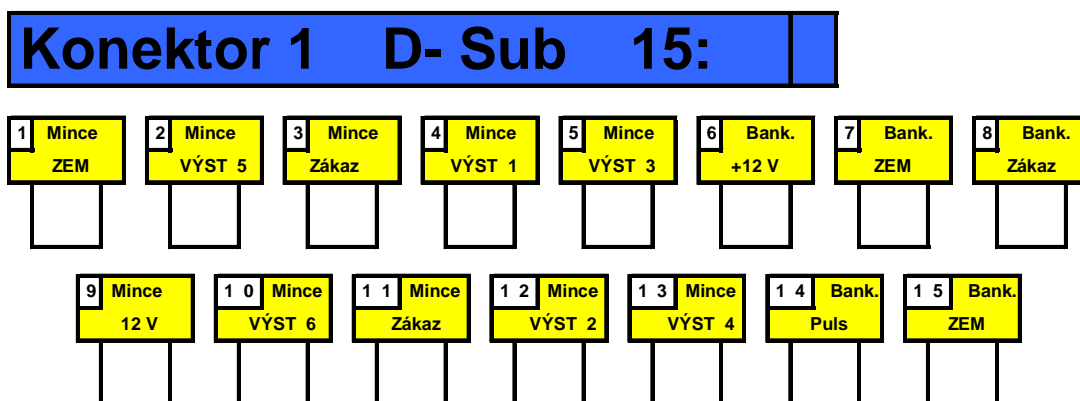 Konektor 1 D- Sub 15:
1 Mince
ZEM
2 Mince
VÝST 5
3 Mince
Zákaz
4 Mince
VÝST 1
5 Mince
VÝST 3
6 Bank.
+12 V
7 Bank.
ZEM
8 Bank.
Zákaz
9 Mince
12 V
1 0 Mince
VÝST 6
1 1 Mince
Zákaz
1 2 Mince
VÝST 2
1 3 Mince
VÝST 4
1 4 Bank.
Puls
1 5 Bank.
ZEM